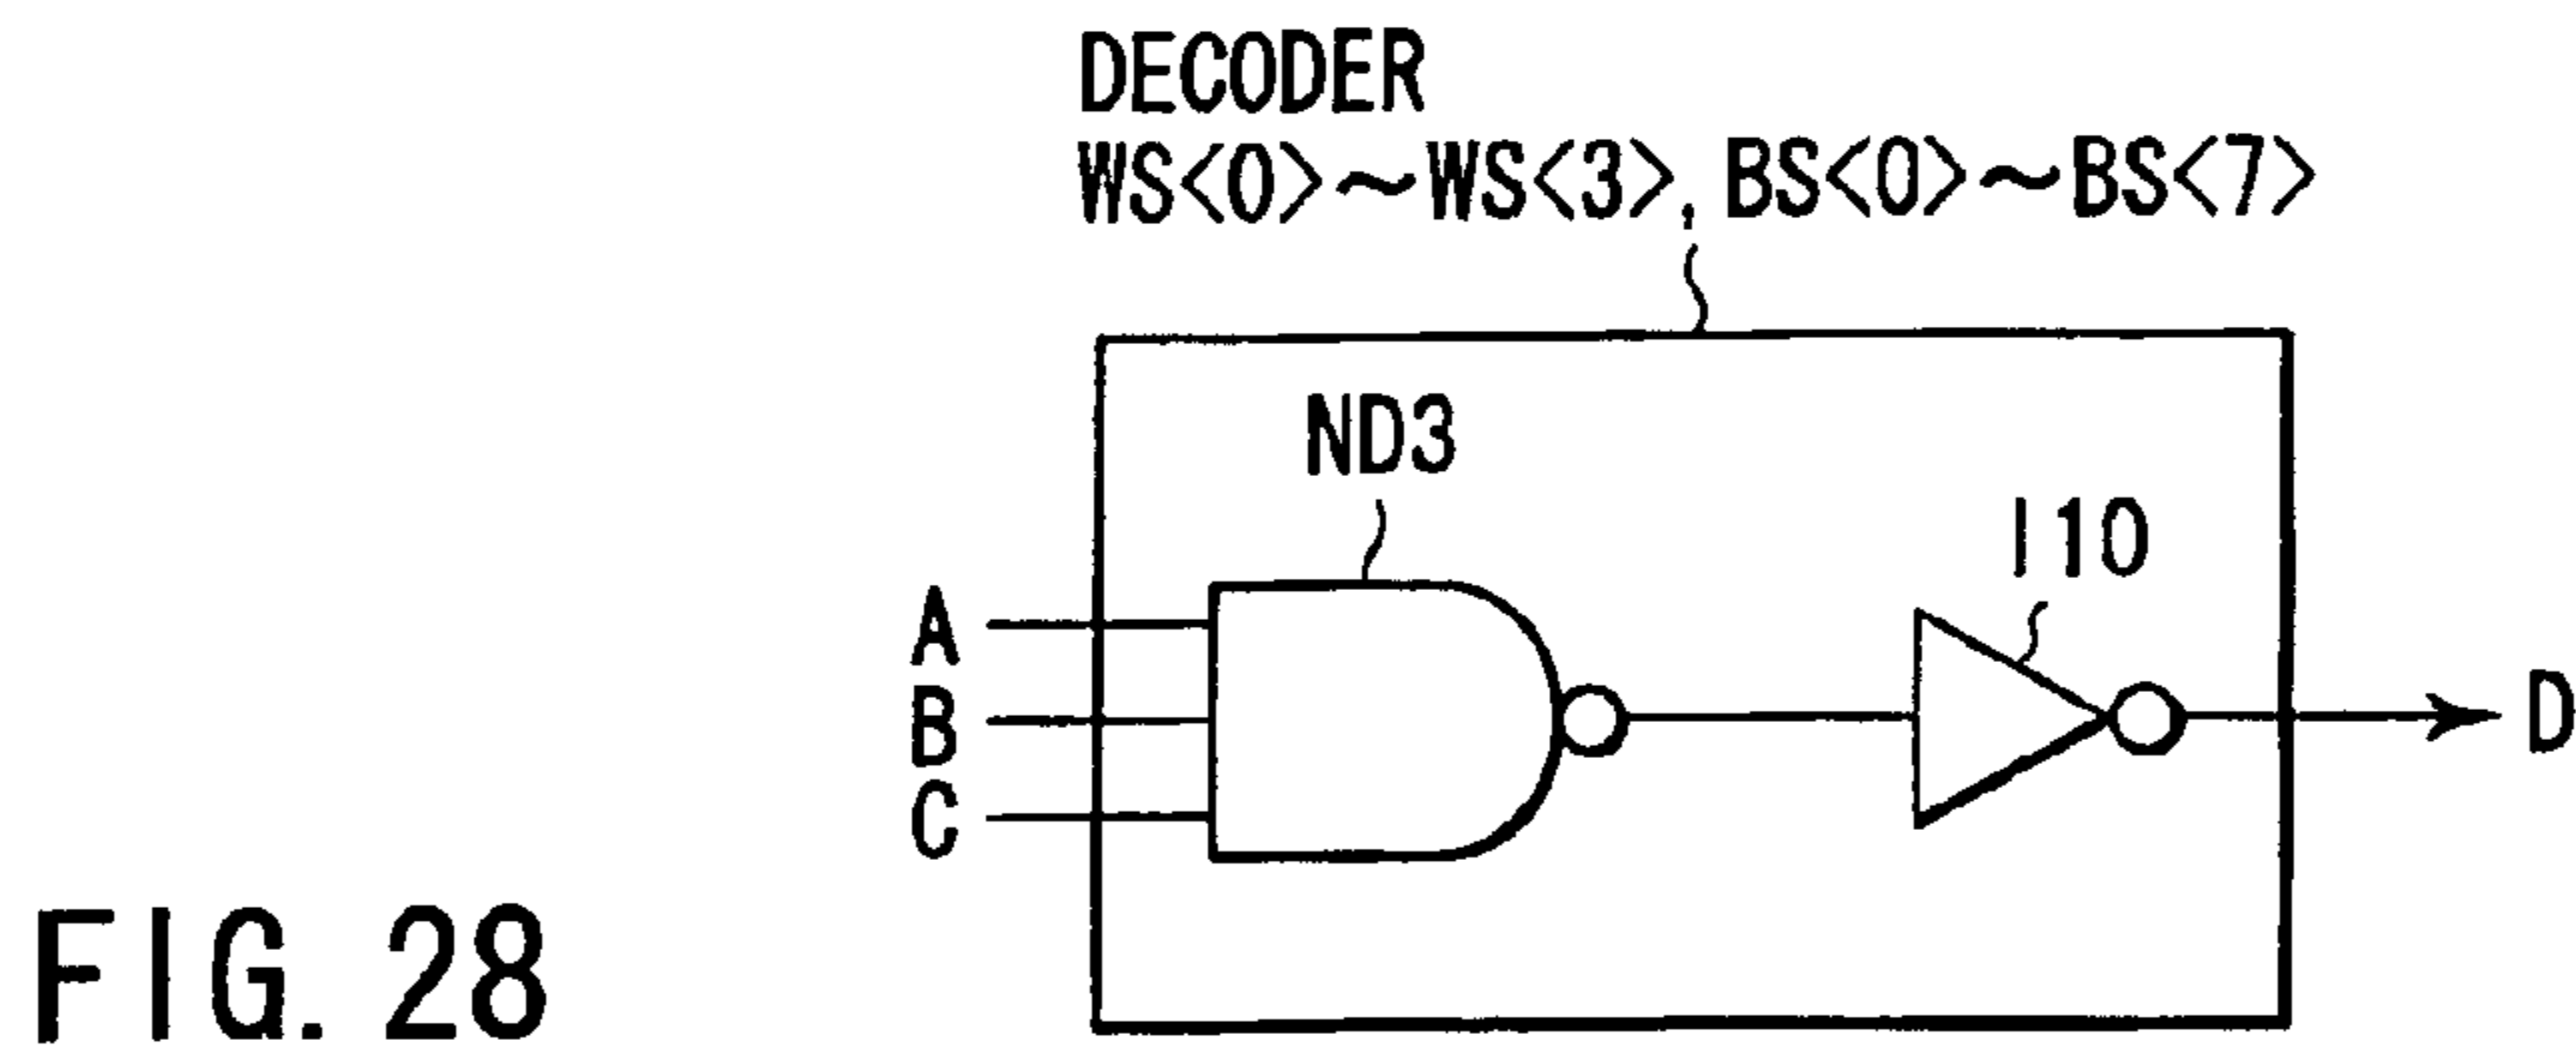 DECODER
WS<0>~WS<3>, BS<0>~BS<7>
ND3
I10
A
B
C
D
FIG. 28